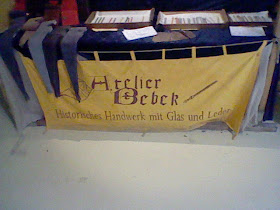 Atelier
Bebek
Historisches Handwerk mit Glas und Leder